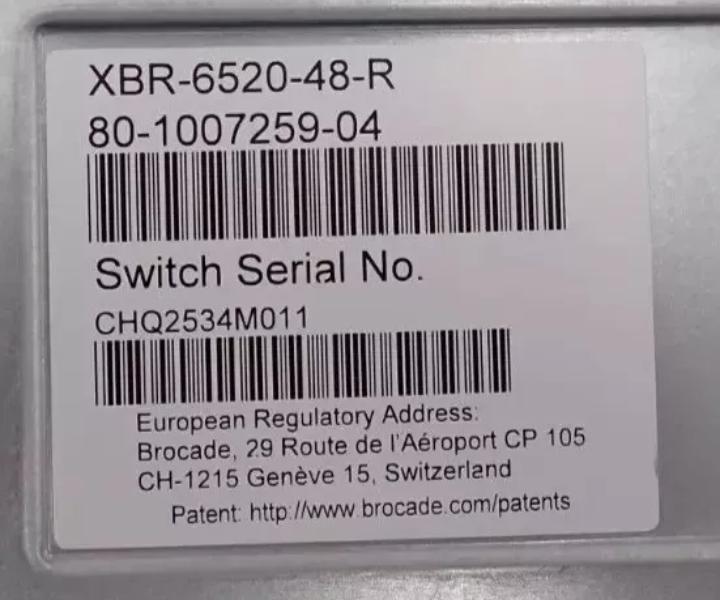 XBR-6520-48-R
80-1007259-04
Switch Serial No.
CHQ2534M011
European Regulatory Address:
Brocade, 29 Route de l'Aéroport CP 105
CH-1215 Genève 15, Switzerland
Patent: http://www.brocade.com/patents